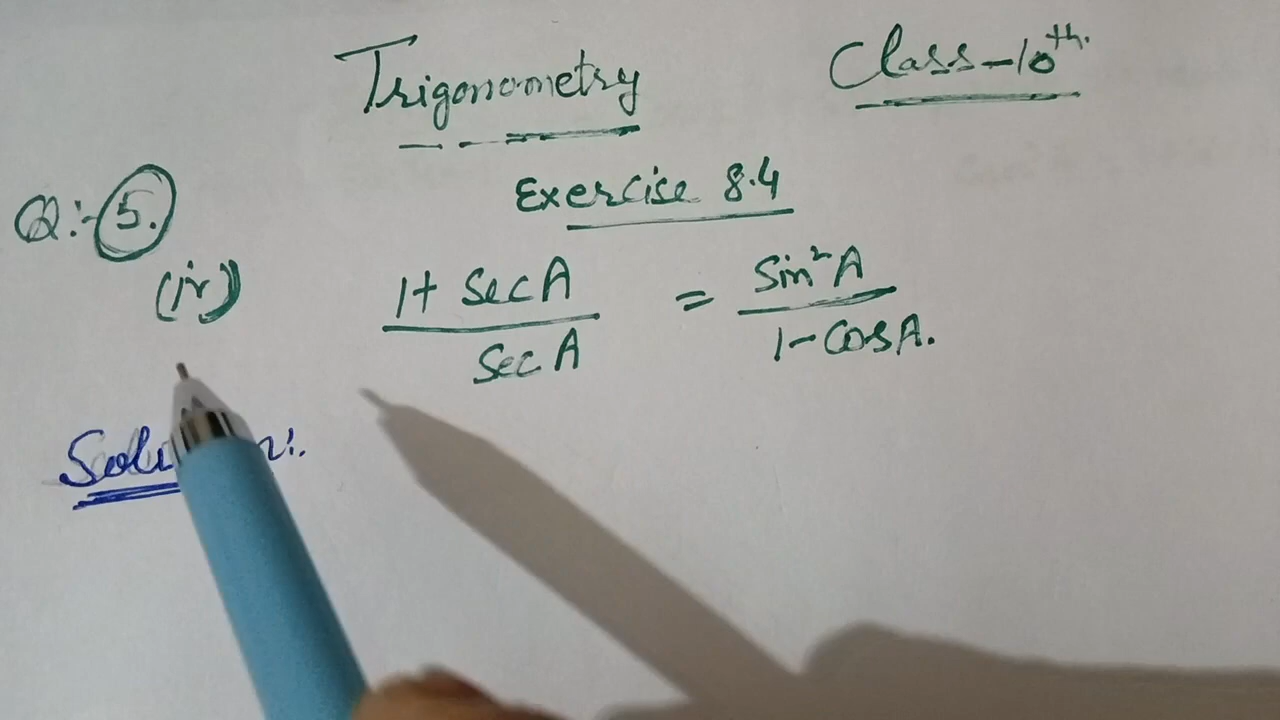 Trigonometry Class-10th.
Exercise 8.4
Q:-5.
(iv) 1+ SecA / SecA = Sin²A / 1-CosA.